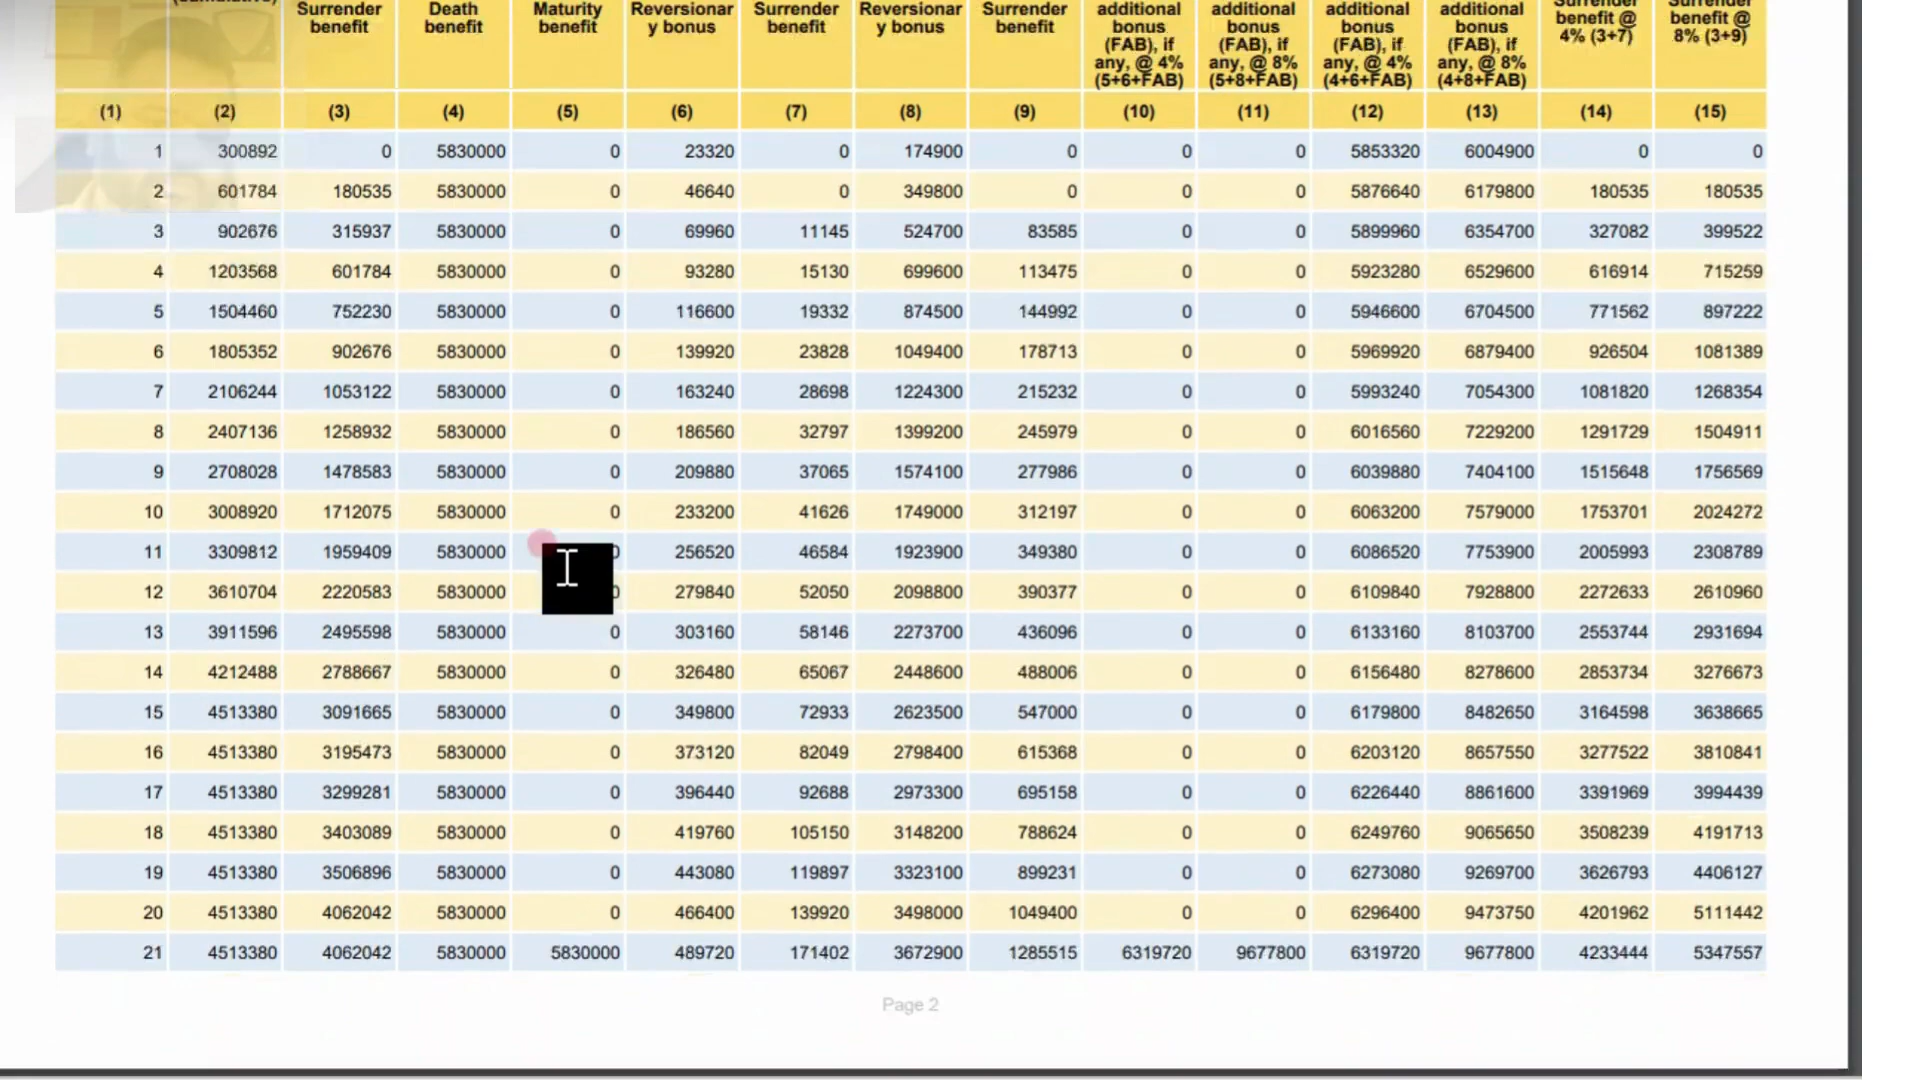 (cumulative) Surrender benefit Death benefit Maturity benefit Reversionar y bonus Surrender benefit Reversionar y bonus Surrender benefit additional bonus (FAB), if any, @ 4% (5+6+FAB) additional bonus (FAB), if any, @ 8% (5+8+FAB) additional bonus (FAB), if any, @ 4% (4+6+FAB) additional bonus (FAB), if any, @ 8% (4+8+FAB) Surrender benefit @ 4% (3+7) Surrender benefit @ 8% (3+9)
(1) (2) (3) (4) (5) (6) (7) (8) (9) (10) (11) (12) (13) (14) (15)
1 300892 0 5830000 0 23320 0 174900 0 0 0 5853320 6004900 0 0
2 601784 180535 5830000 0 46640 0 349800 0 0 0 5876640 6179800 180535 180535
3 902676 315937 5830000 0 69960 11145 524700 83585 0 0 5899960 6354700 327082 399522
4 1203568 601784 5830000 0 93280 15130 699600 113475 0 0 5923280 6529600 616914 715259
5 1504460 752230 5830000 0 116600 19332 874500 144992 0 0 5946600 6704500 771562 897222
6 1805352 902676 5830000 0 139920 23828 1049400 178713 0 0 5969920 6879400 926504 1081389
7 2106244 1053122 5830000 0 163240 28698 1224300 215232 0 0 5993240 7054300 1081820 1268354
8 2407136 1258932 5830000 0 186560 32797 1399200 245979 0 0 6016560 7229200 1291729 1504911
9 2708028 1478583 5830000 0 209880 37065 1574100 277986 0 0 6039880 7404100 1515648 1756569
10 3008920 1712075 5830000 0 233200 41626 1749000 312197 0 0 6063200 7579000 1753701 2024272
11 3309812 1959409 5830000 0 256520 46584 1923900 349380 0 0 6086520 7753900 2005993 2308789
12 3610704 2220583 5830000 0 279840 52050 2098800 390377 0 0 6109840 7928800 2272633 2610960
13 3911596 2495598 5830000 0 303160 58146 2273700 436096 0 0 6133160 8103700 2553744 2931694
14 4212488 2788667 5830000 0 326480 65067 2448600 488006 0 0 6156480 8278600 2853734 3276673
15 4513380 3091665 5830000 0 349800 72933 2623500 547000 0 0 6179800 8482650 3164598 3638665
16 4513380 3195473 5830000 0 373120 82049 2798400 615368 0 0 6203120 8657550 3277522 3810841
17 4513380 3299281 5830000 0 396440 92688 2973300 695158 0 0 6226440 8861600 3391969 3994439
18 4513380 3403089 5830000 0 419760 105150 3148200 788624 0 0 6249760 9065650 3508239 4191713
19 4513380 3506896 5830000 0 443080 119897 3323100 899231 0 0 6273080 9269700 3626793 4406127
20 4513380 4062042 5830000 0 466400 139920 3498000 1049400 0 0 6296400 9473750 4201962 5111442
21 4513380 4062042 5830000 5830000 489720 171402 3672900 1285515 6319720 9677800 6319720 9677800 4233444 5347557
Page 2